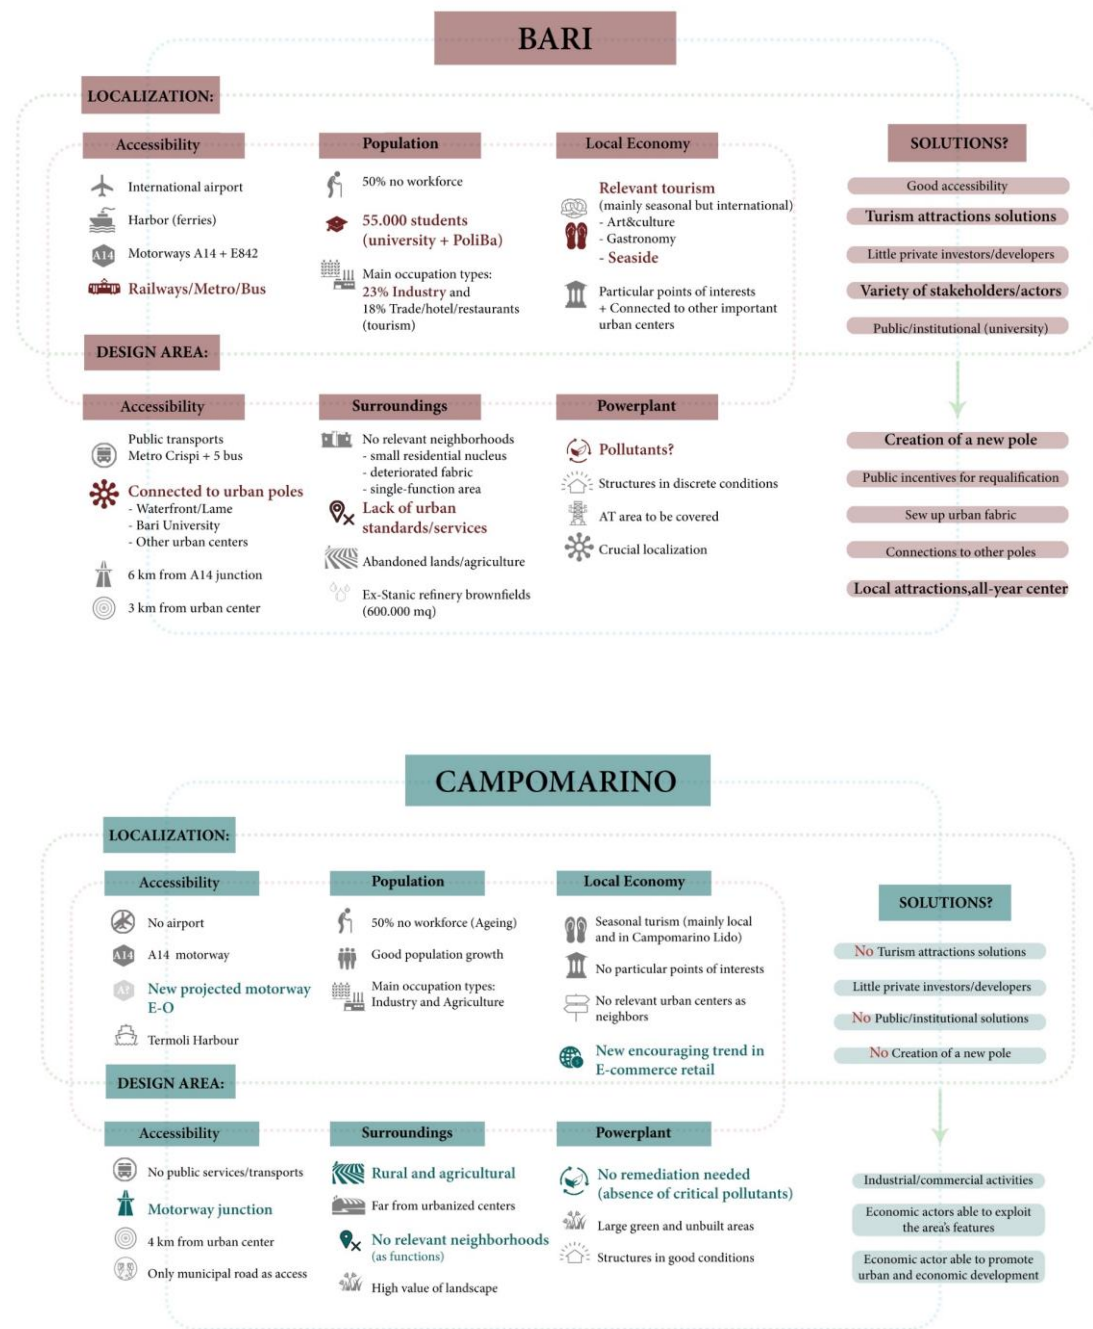 BARI
LOCALIZATION:
Accessibility
International airport
Harbor (ferries)
A14
Motorways A14 + E842
Railways/Metro/Bus
Population
50% no workforce
55.000 students
(university + PoliBa)
Main occupation types:
23% Industry and
18% Trade/hotel/restaurants
(tourism)
Local Economy
Relevant tourism
(mainly seasonal but international)
- Art&culture
- Gastronomy
- Seaside
Particular points of interests
+ Connected to other important
urban centers
SOLUTIONS?
Good accessibility
Turism attractions solutions
Little private investors/developers
Variety of stakeholders/actors
Public/institutional (university)
DESIGN AREA:
Accessibility
Public transports
Metro Crispi + 5 bus
Connected to urban poles
- Waterfront/Lame
- Bari University
- Other urban centers
6 km from A14 junction
3 km from urban center
Surroundings
No relevant neighborhoods
- small residential nucleus
- deteriorated fabric
- single-function area
Lack of urban
standards/services
Abandoned lands/agriculture
Ex-Stanic refinery brownfields
(600.000 mq)
Powerplant
Pollutants?
Structures in discrete conditions
AT area to be covered
Crucial localization
Creation of a new pole
Public incentives for requalification
Sew up urban fabric
Connections to other poles
Local attractions,all-year center
CAMPOMARINO
LOCALIZATION:
Accessibility
No airport
A14
A14 motorway
A?
New projected motorway
E-O
Termoli Harbour
Population
50% no workforce (Ageing)
Good population growth
Main occupation types:
Industry and Agriculture
Local Economy
Seasonal turism (mainly local
and in Campomarino Lido)
No particular points of interests
No relevant urban centers as
neighbors
New encouraging trend in
E-commerce retail
SOLUTIONS?
No Turism attractions solutions
Little private investors/developers
No Public/institutional solutions
No Creation of a new pole
DESIGN AREA:
Accessibility
No public services/transports
Motorway junction
4 km from urban center
Only municipal road as access
Surroundings
Rural and agricultural
Far from urbanized centers
No relevant neighborhoods
(as functions)
High value of landscape
Powerplant
No remediation needed
(absence of critical pollutants)
Large green and unbuilt areas
Structures in good conditions
Industrial/commercial activities
Economic actors able to exploit
the area's features
Economic actor able to promote
urban and economic development